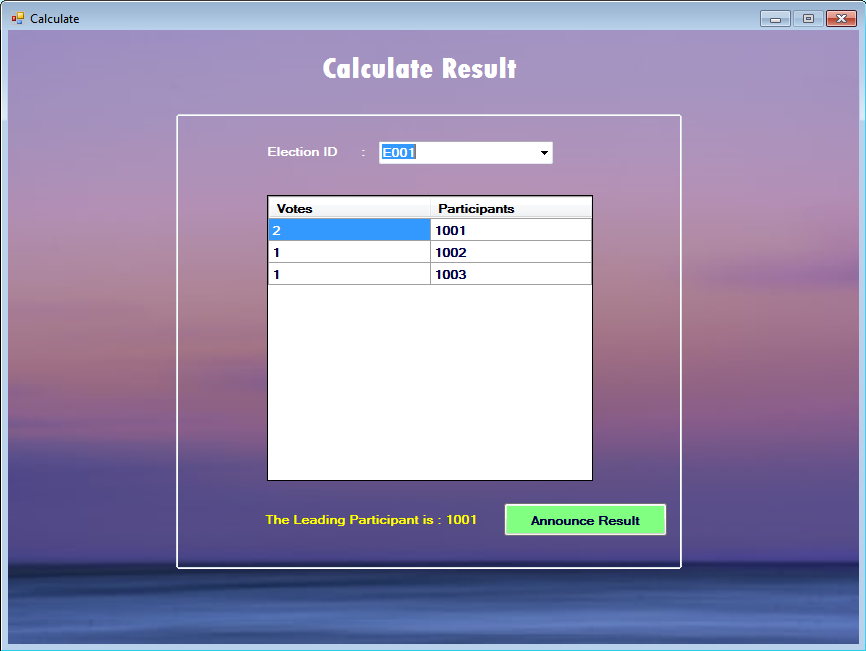 Calculate
Calculate Result
Election ID : E001
Votes Participants
2 1001
1 1002
1 1003
The Leading Participant is : 1001 Announce Result